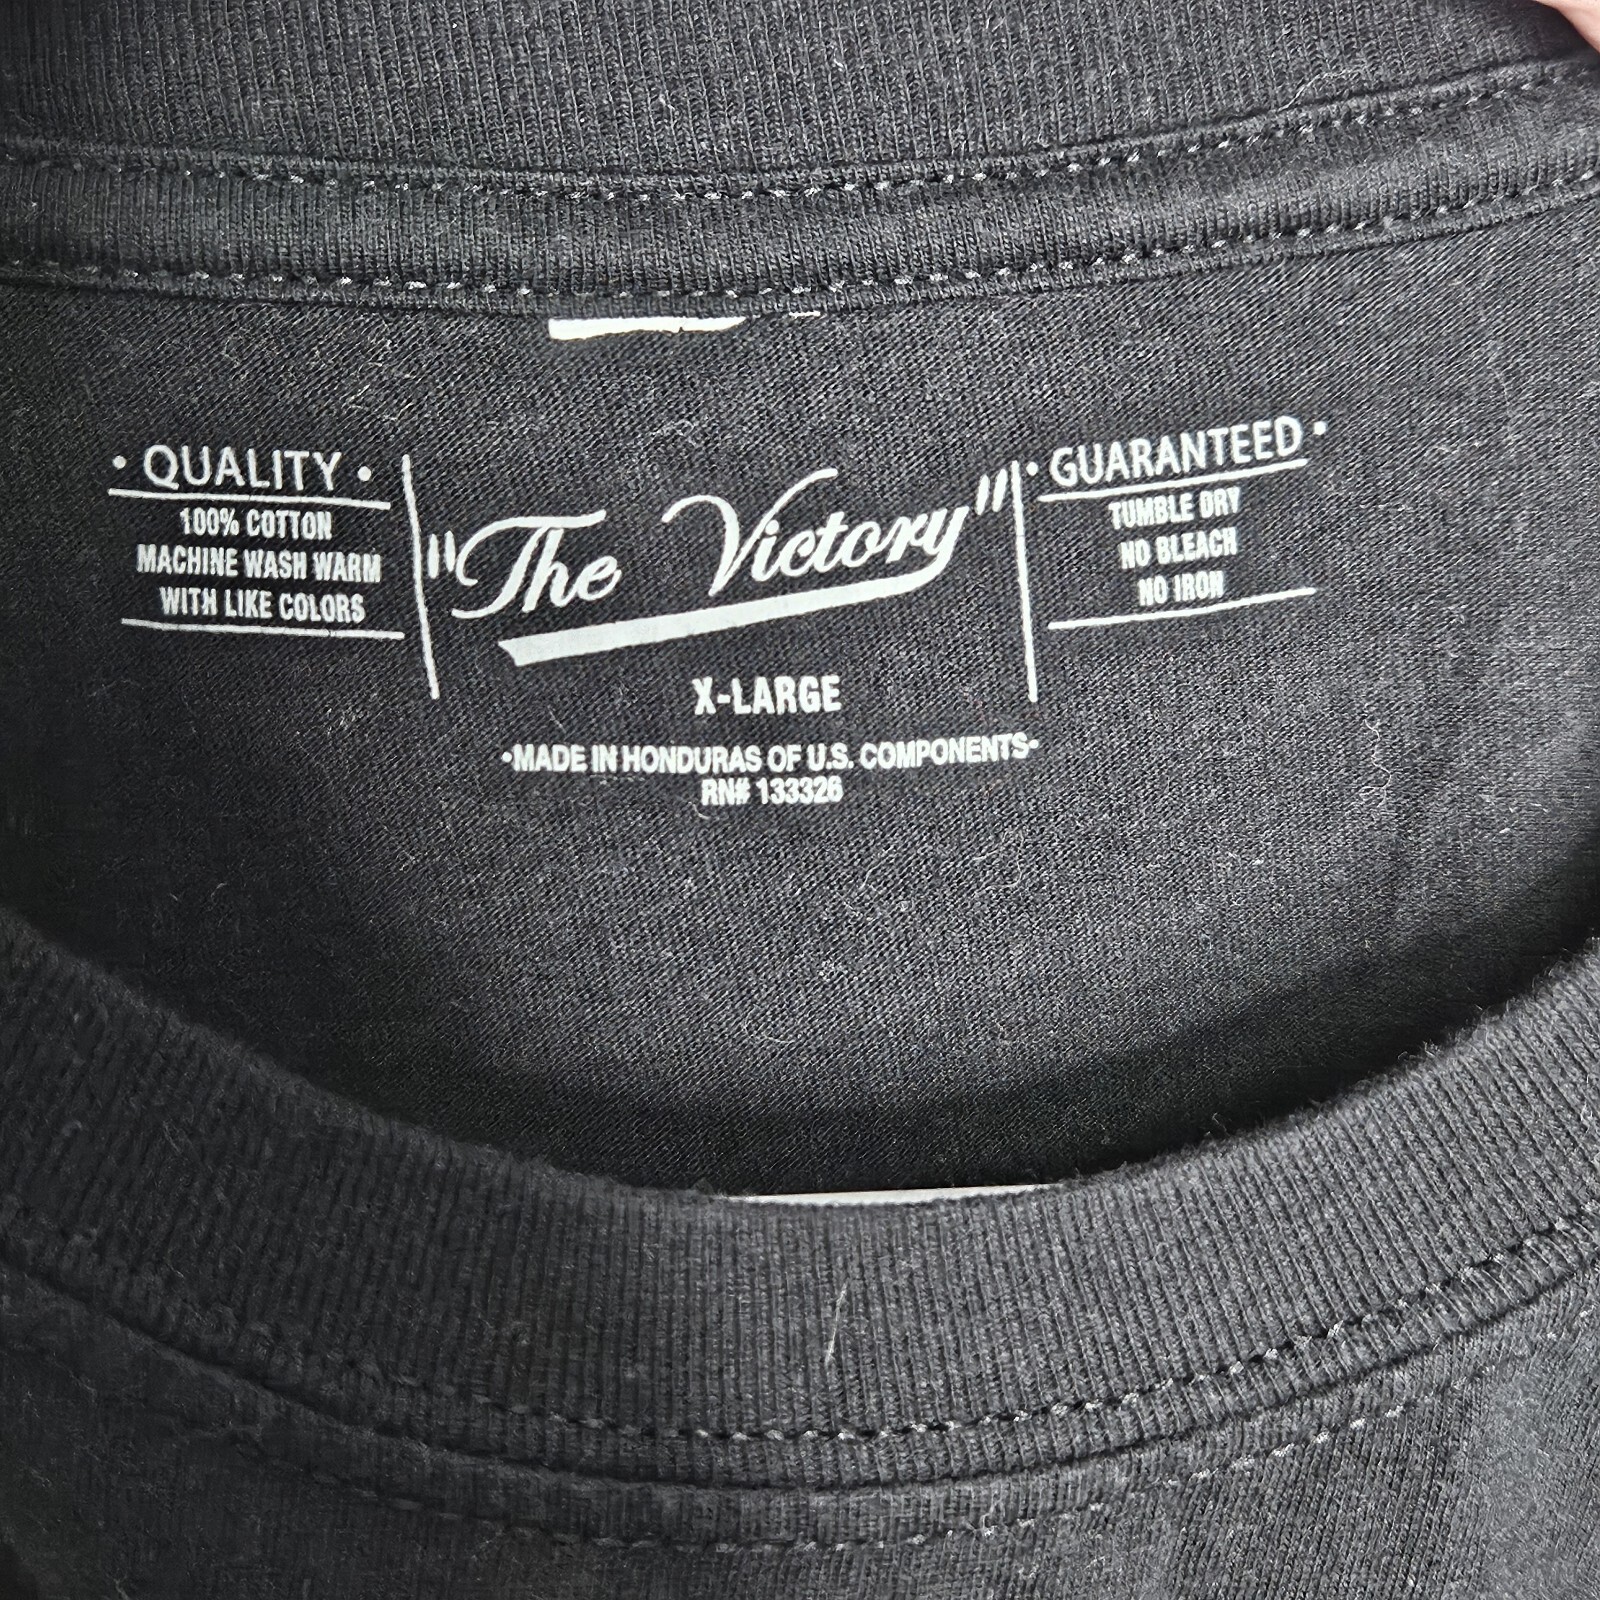 • QUALITY •
100% COTTON
MACHINE WASH WARM
WITH LIKE COLORS
"The Victory"
X-LARGE
•MADE IN HONDURAS OF U.S. COMPONENTS•
RN# 133326
• GUARANTEED •
TUMBLE DRY
NO BLEACH
NO IRON